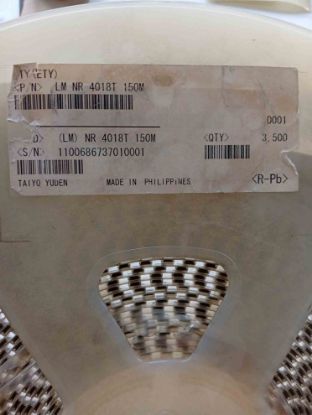 TY(ETY)
<P/N> LM NR 4018T 150M
0001
D> (LM) NR 4018T 150M <QTY> 3,500
<S/N> 1100686737010001
TAIYO YUDEN MADE IN PHILIPPINES <R-Pb>